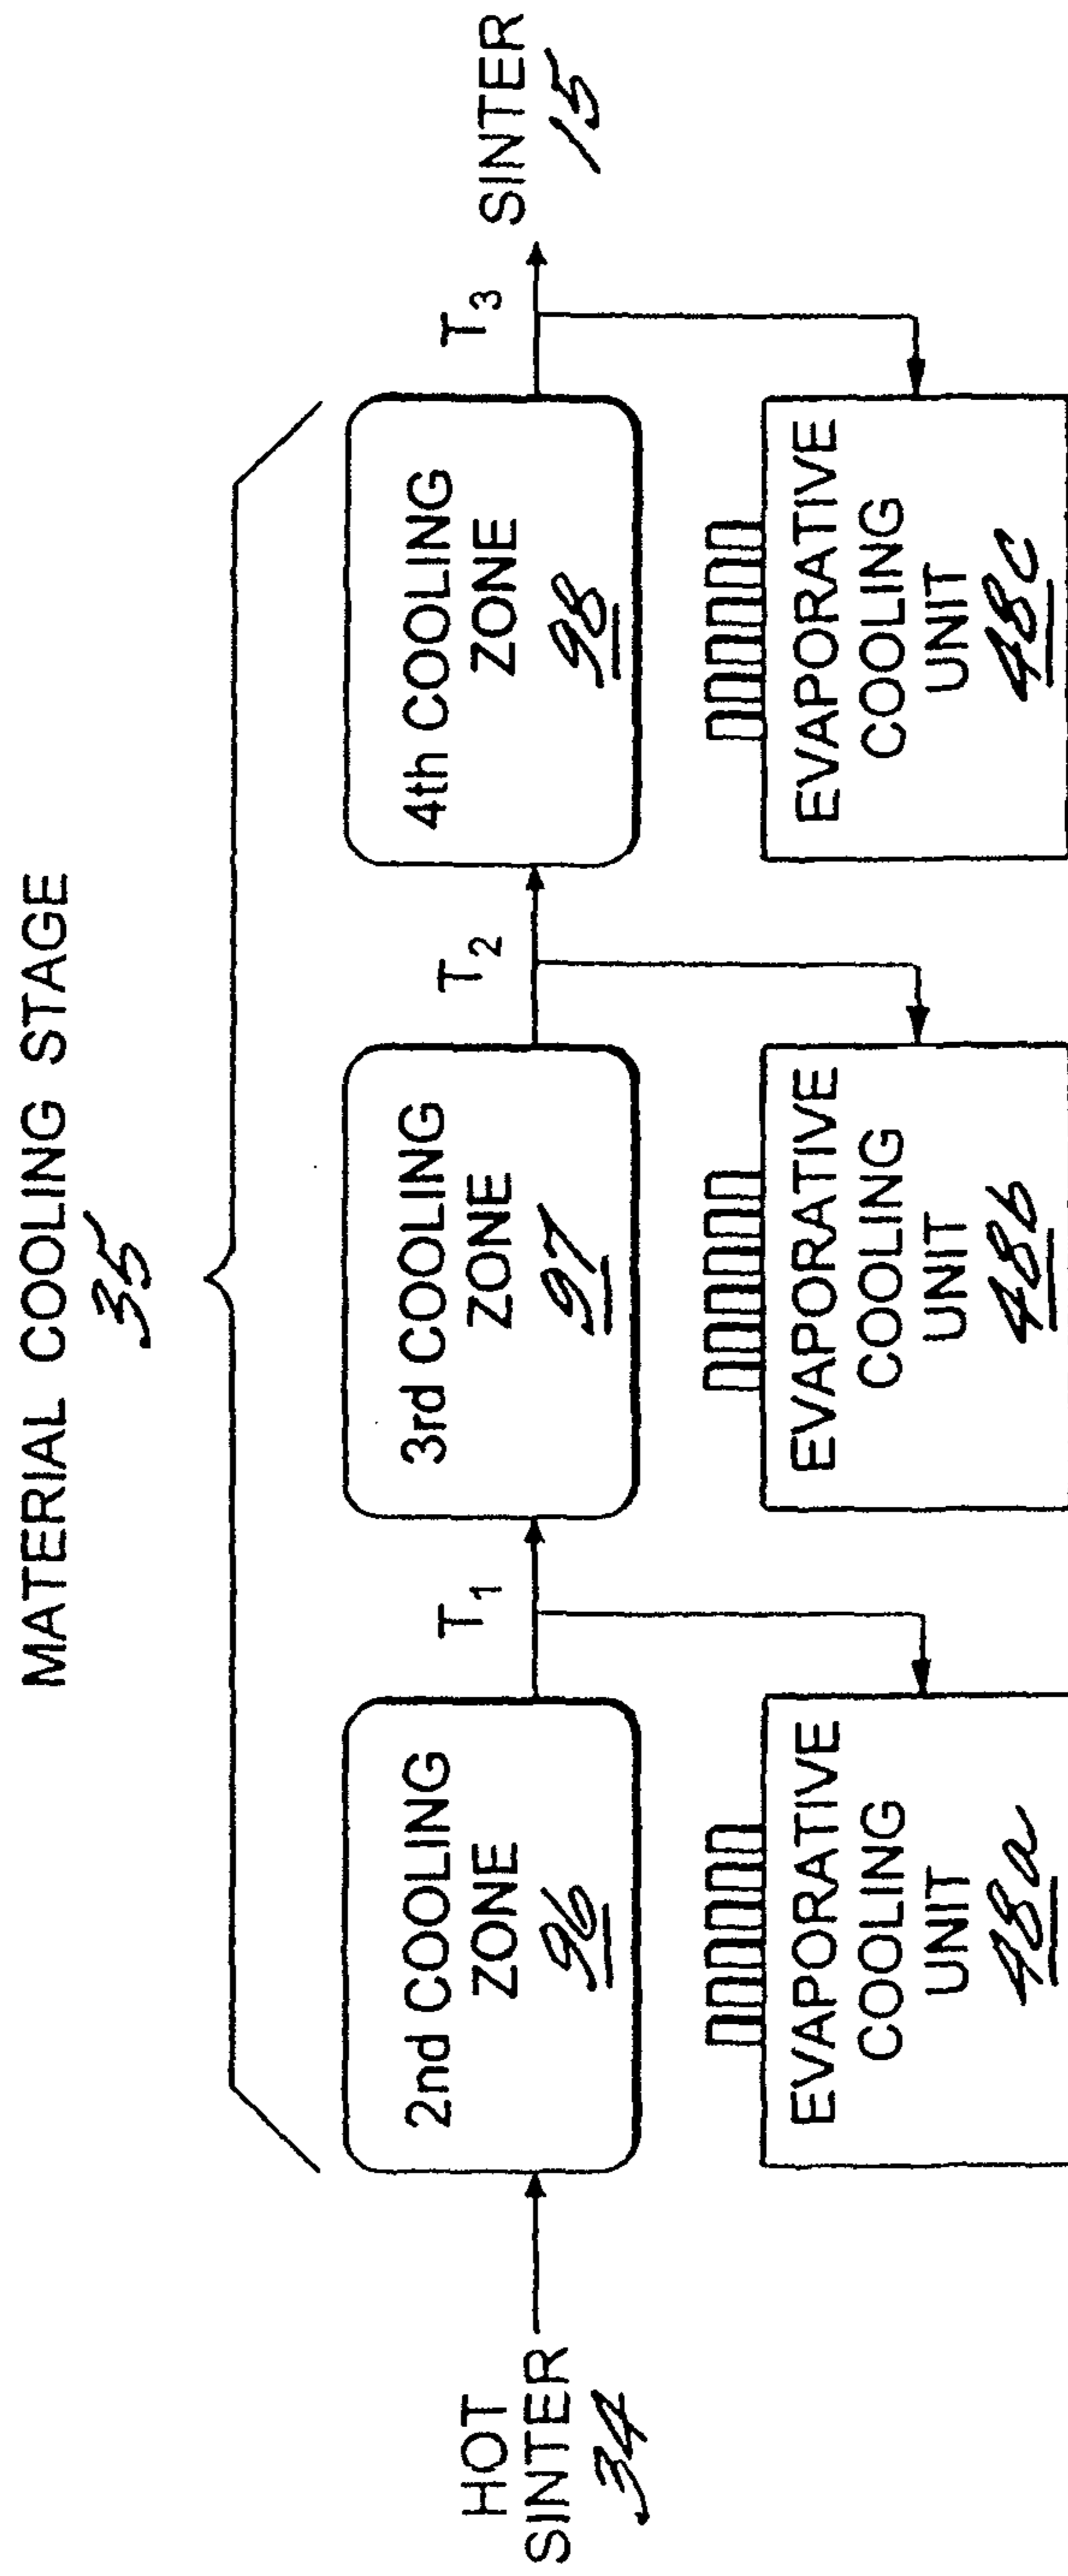 MATERIAL COOLING STAGE
35
HOT
SINTER
34
2nd COOLING
ZONE
96
T1
3rd COOLING
ZONE
97
T2
4th COOLING
ZONE
98
T3
SINTER
15
EVAPORATIVE
COOLING
UNIT
48a
EVAPORATIVE
COOLING
UNIT
48b
EVAPORATIVE
COOLING
UNIT
48c